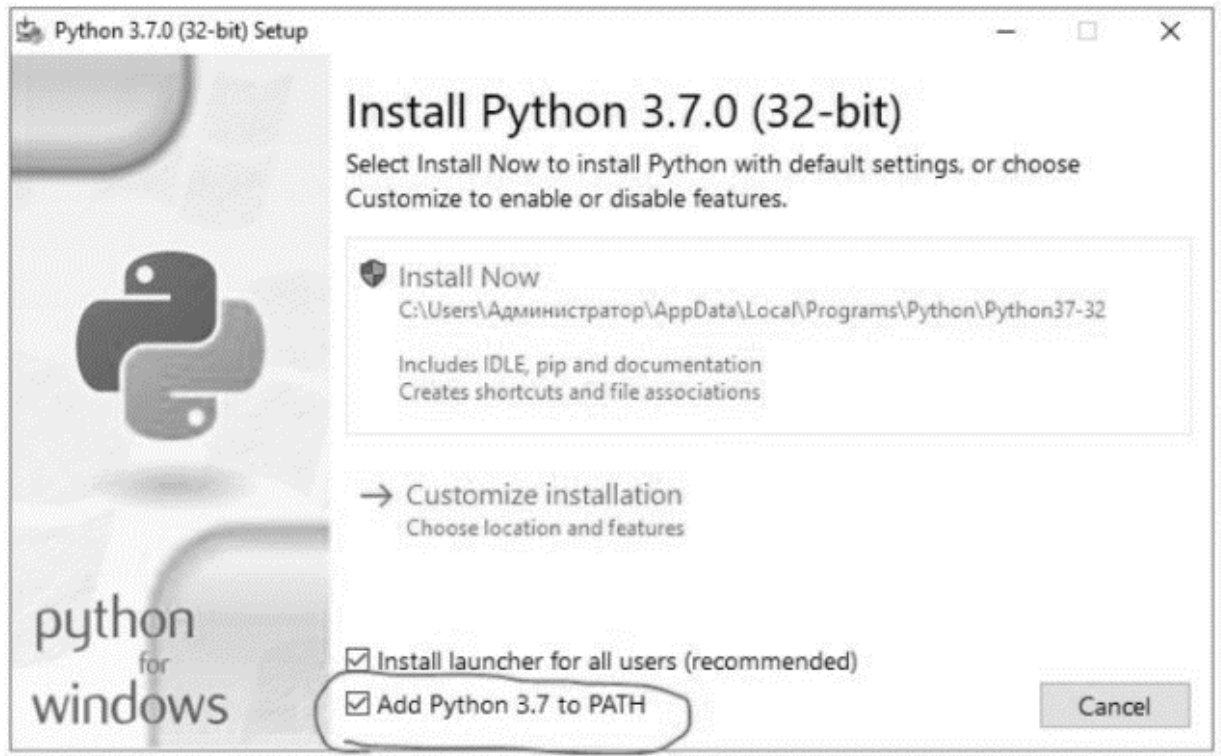 Python 3.7.0 (32-bit) Setup
Install Python 3.7.0 (32-bit)
Select Install Now to install Python with default settings, or choose
Customize to enable or disable features.
Install Now
C:\Users\Администратор\AppData\Local\Programs\Python\Python37-32
Includes IDLE, pip and documentation
Creates shortcuts and file associations
Customize installation
Choose location and features
python
for
windows
Install launcher for all users (recommended)
Add Python 3.7 to PATH
Cancel